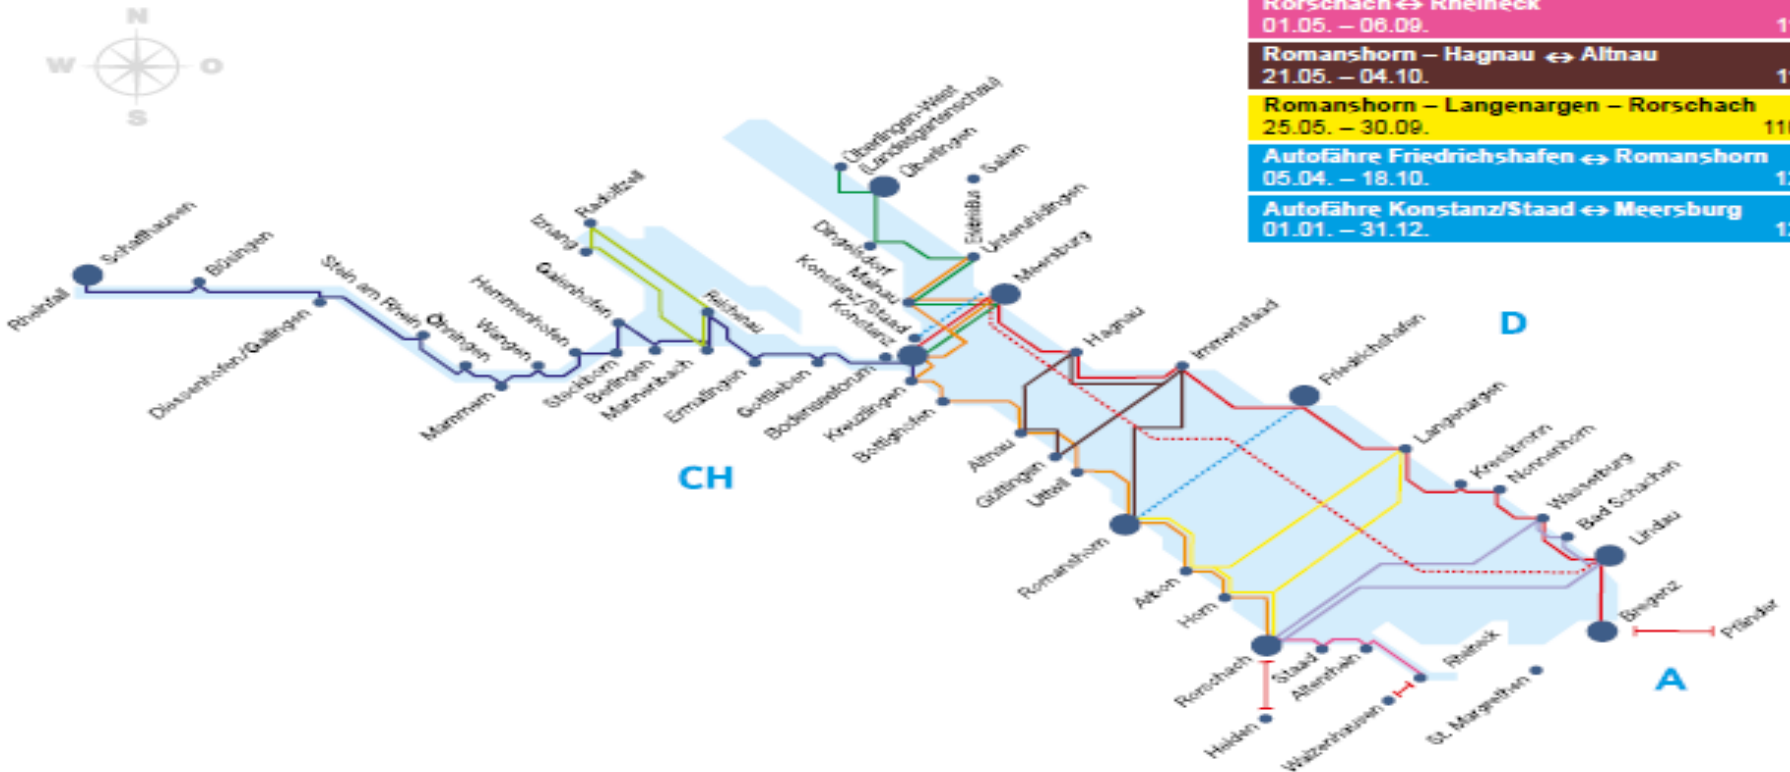 N
W
O
S
Rorschach ↔ Rheineck
01.05. – 06.09.
Romanshorn – Hagnau ↔ Altnau
21.05. – 04.10.
Romanshorn – Langenargen – Rorschach
25.05. – 30.09.
Autofähre Friedrichshafen ↔ Romanshorn
05.04. – 18.10.
Autofähre Konstanz/Staad ↔ Meersburg
01.01. – 31.12.
Rheinfall
Schaffhausen
Büsingen
Diessenhofen/Gailingen
Stein am Rhein
Öhningen
Mammern
Wangen
Hemmenhofen
Steckborn
Gaienhofen
Berlingen
Mannenbach
Iznang
Radolfzell
Reichenau
Ermatingen
Gottlieben
Bodenseeforum
Konstanz
Konstanz/Staad
Mainau
Dingelsdorf
Überlingen-West
(Landesgartenschau)
Überlingen
Salem
Erlebnisbus
Unteruhldingen
Meersburg
Kreuzlingen
Bottighofen
Altnau
Güttingen
Uttwil
Hagnau
Immenstaad
Friedrichshafen
Langenargen
Kressbronn
Nonnenhorn
Wasserburg
Bad Schachen
Lindau
Bregenz
Pfänder
Romanshorn
Arbon
Horn
Rorschach
Staad
Altenrhein
Rheineck
Heiden
Walzenhausen
St. Margrethen
CH
D
A